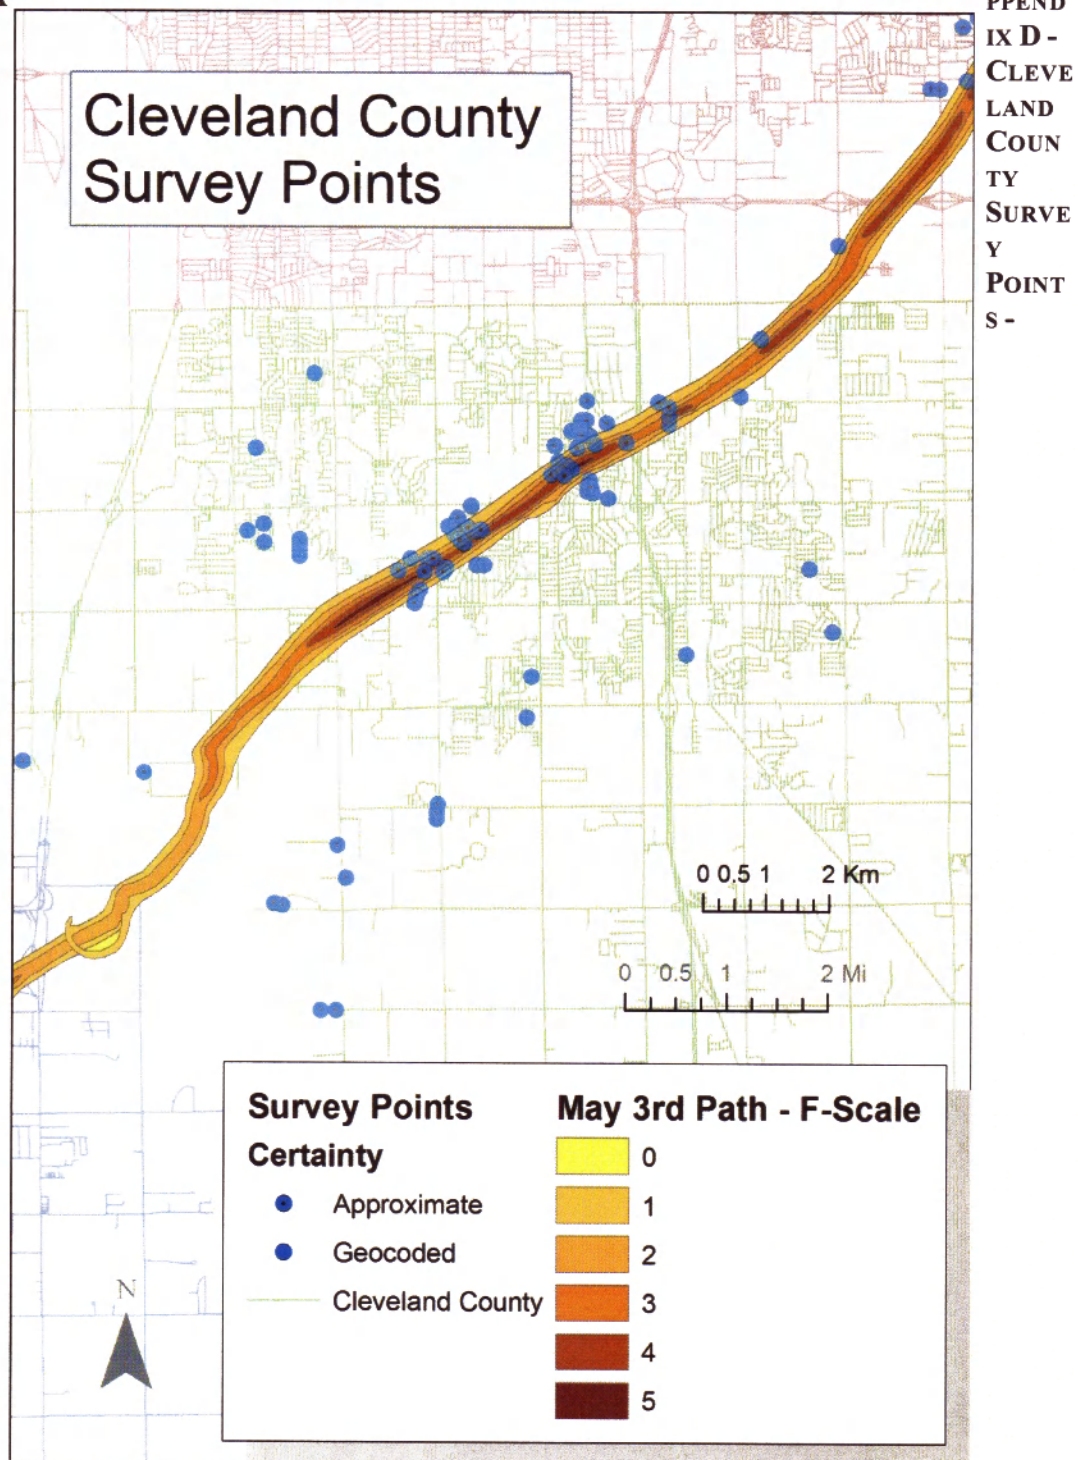 PPEND
IX D -
CLEVE
LAND
COUN
TY
SURVE
Y
POINT
S -
Cleveland County
Survey Points
0 0.5 1 2 Km
0 0.5 1 2 Mi
Survey Points
Certainty
Approximate
Geocoded
Cleveland County
May 3rd Path - F-Scale
0
1
2
3
4
5
N